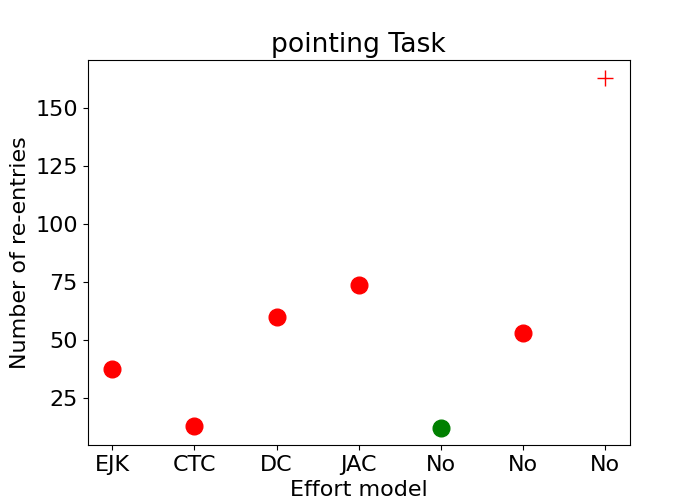 pointing Task
Number of re-entries
150
125
100
75
50
25
EJK CTC DC JAC No No No
Effort model